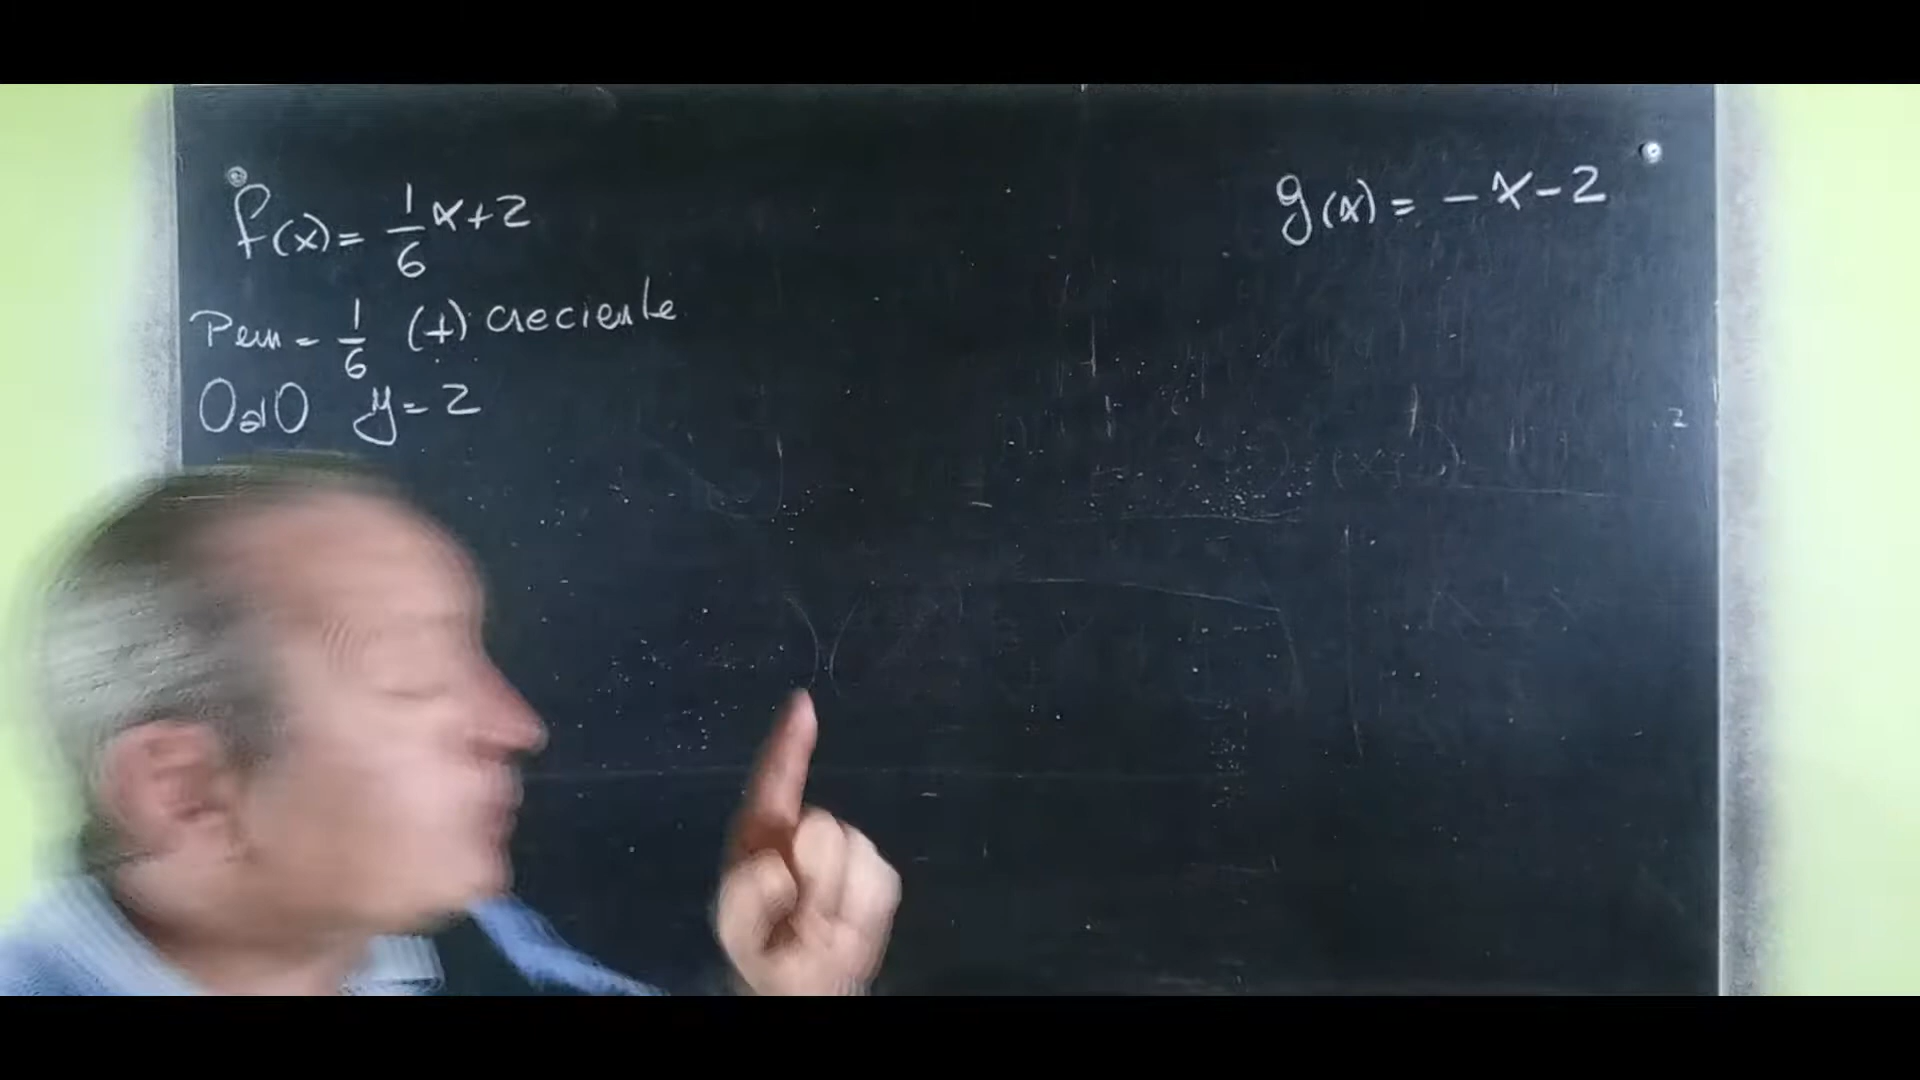 f(x)= 1/6 x+2
g(x)= -x-2
Pen = 1/6 (+) creciente
OalO y=2